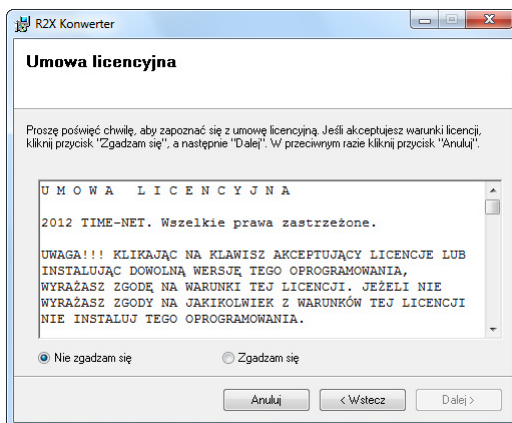 R2X Konwerter
Umowa licencyjna
Proszę poświęć chwilę, aby zapoznać się z umowę licencyjną. Jeśli akceptujesz warunki licencji,
kliknij przycisk "Zgadzam się", a następnie "Dalej". W przeciwnym razie kliknij przycisk "Anuluj".
U M O W A   L I C E N C Y J N A
2012 TIME-NET. Wszelkie prawa zastrzeżone.
UWAGA!!! KLIKAJĄC NA KLAWISZ AKCEPTUJĄCY LICENCJE LUB
INSTALUJĄC DOWOLNĄ WERSJĘ TEGO OPROGRAMOWANIA,
WYRAŻASZ ZGODĘ NA WARUNKI TEJ LICENCJI. JEŻELI NIE
WYRAŻASZ ZGODY NA JAKIKOLWIEK Z WARUNKÓW TEJ LICENCJI
NIE INSTALUJ TEGO OPROGRAMOWANIA.
Nie zgadzam się Zgadzam się
Anuluj < Wstecz Dalej >